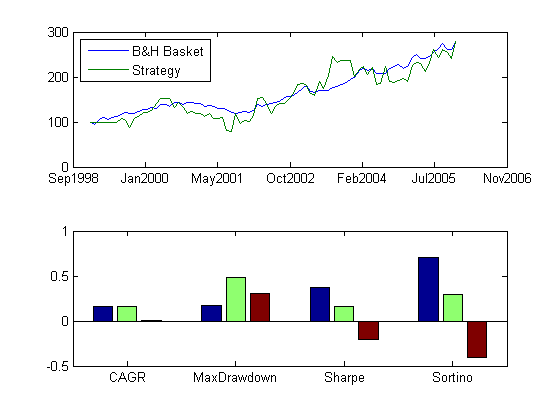 300
200
100
0
B&H Basket
Strategy
Sep1998 Jan2000 May2001 Oct2002 Feb2004 Jul2005 Nov2006
1
0.5
0
-0.5
CAGR MaxDrawdown Sharpe Sortino